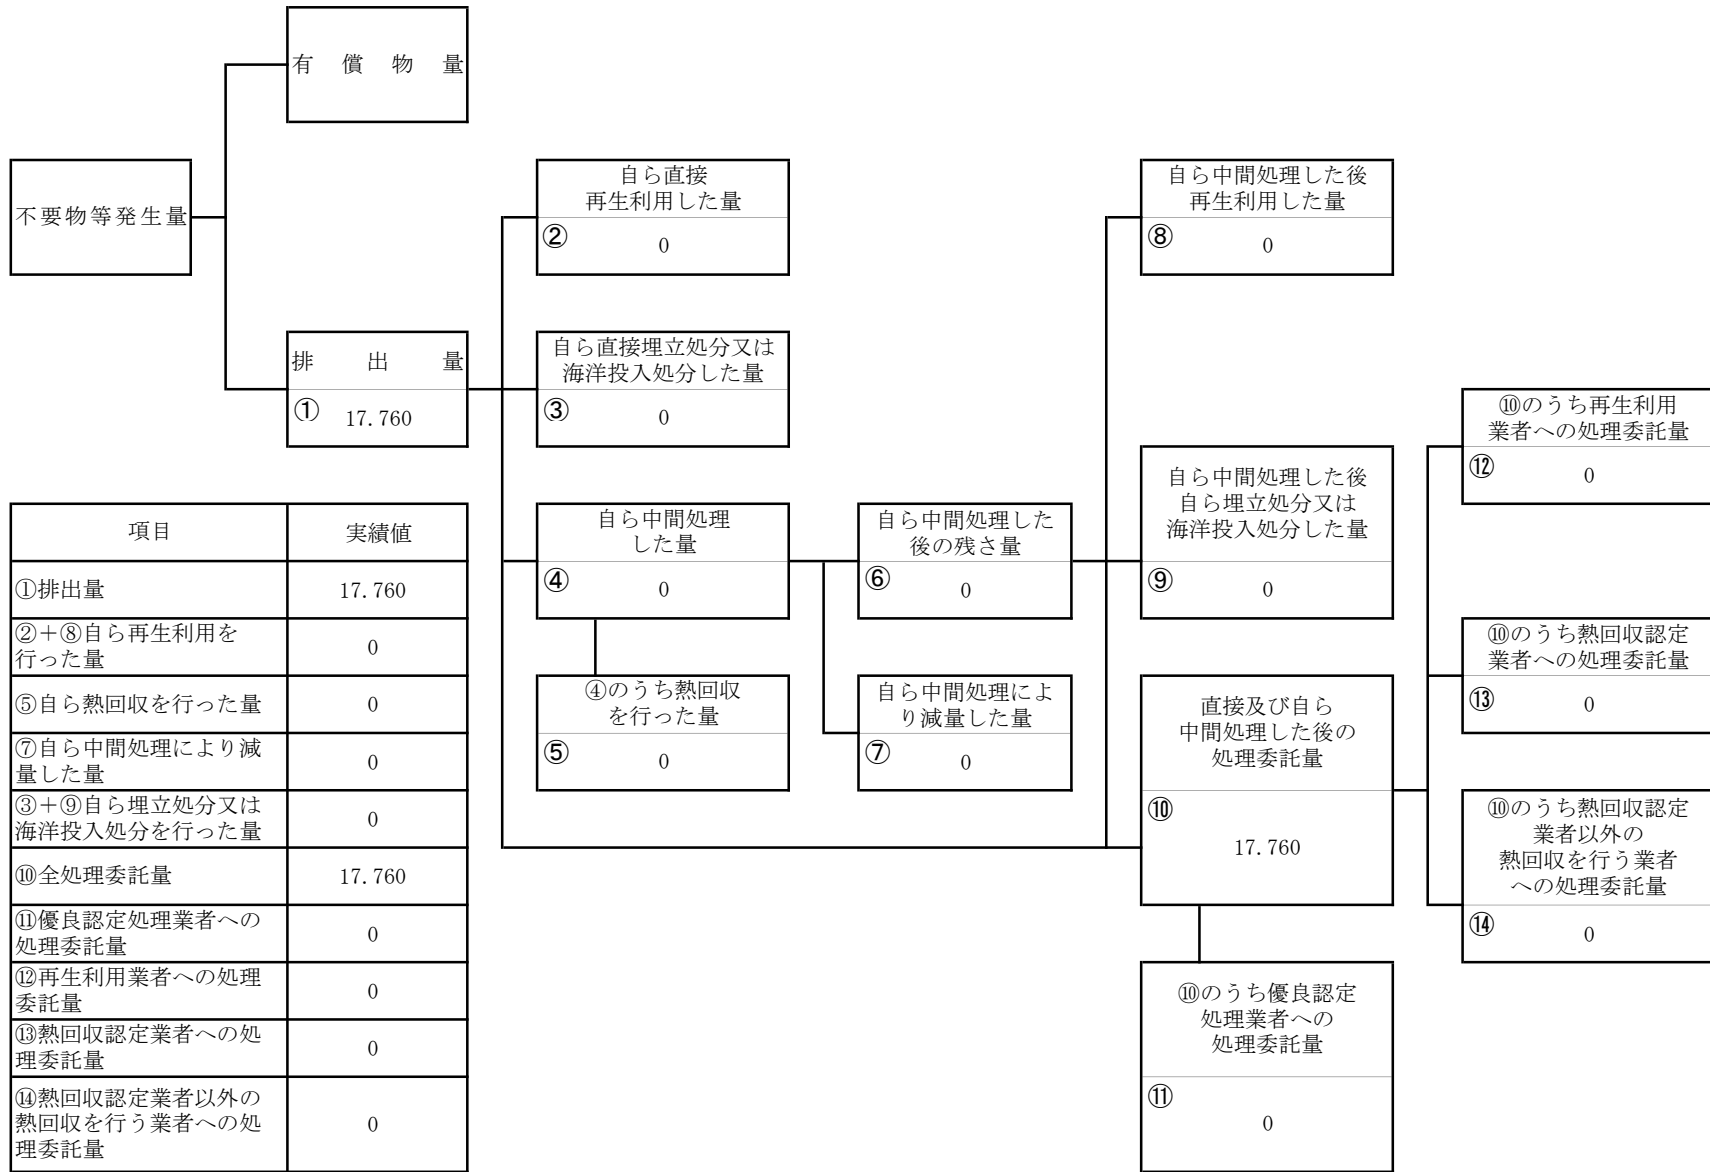 有償物量
不要物等発生量
排出量
① 17.760
自ら直接
再生利用した量
② 0
自ら直接埋立処分又は
海洋投入処分した量
③ 0
自ら中間処理
した量
④ 0
④のうち熱回収
を行った量
⑤ 0
自ら中間処理した
後の残さ量
⑥ 0
自ら中間処理によ
り減量した量
⑦ 0
自ら中間処理した後
再生利用した量
⑧ 0
自ら中間処理した後
自ら埋立処分又は
海洋投入処分した量
⑨ 0
直接及び自ら
中間処理した後の
処理委託量
⑩
17.760
⑩のうち優良認定
処理業者への
処理委託量
⑪
0
⑩のうち再生利用
業者への処理委託量
⑫ 0
⑩のうち熱回収認定
業者への処理委託量
⑬ 0
⑩のうち熱回収認定
業者以外の
熱回収を行う業者
への処理委託量
⑭ 0
項目 実績値
①排出量 17.760
②＋⑧自ら再生利用を
行った量 0
⑤自ら熱回収を行った量 0
⑦自ら中間処理により減
量した量 0
③＋⑨自ら埋立処分又は
海洋投入処分を行った量 0
⑩全処理委託量 17.760
⑪優良認定処理業者への
処理委託量 0
⑫再生利用業者への処理
委託量 0
⑬熱回収認定業者への処
理委託量 0
⑭熱回収認定業者以外の
熱回収を行う業者への処
理委託量 0